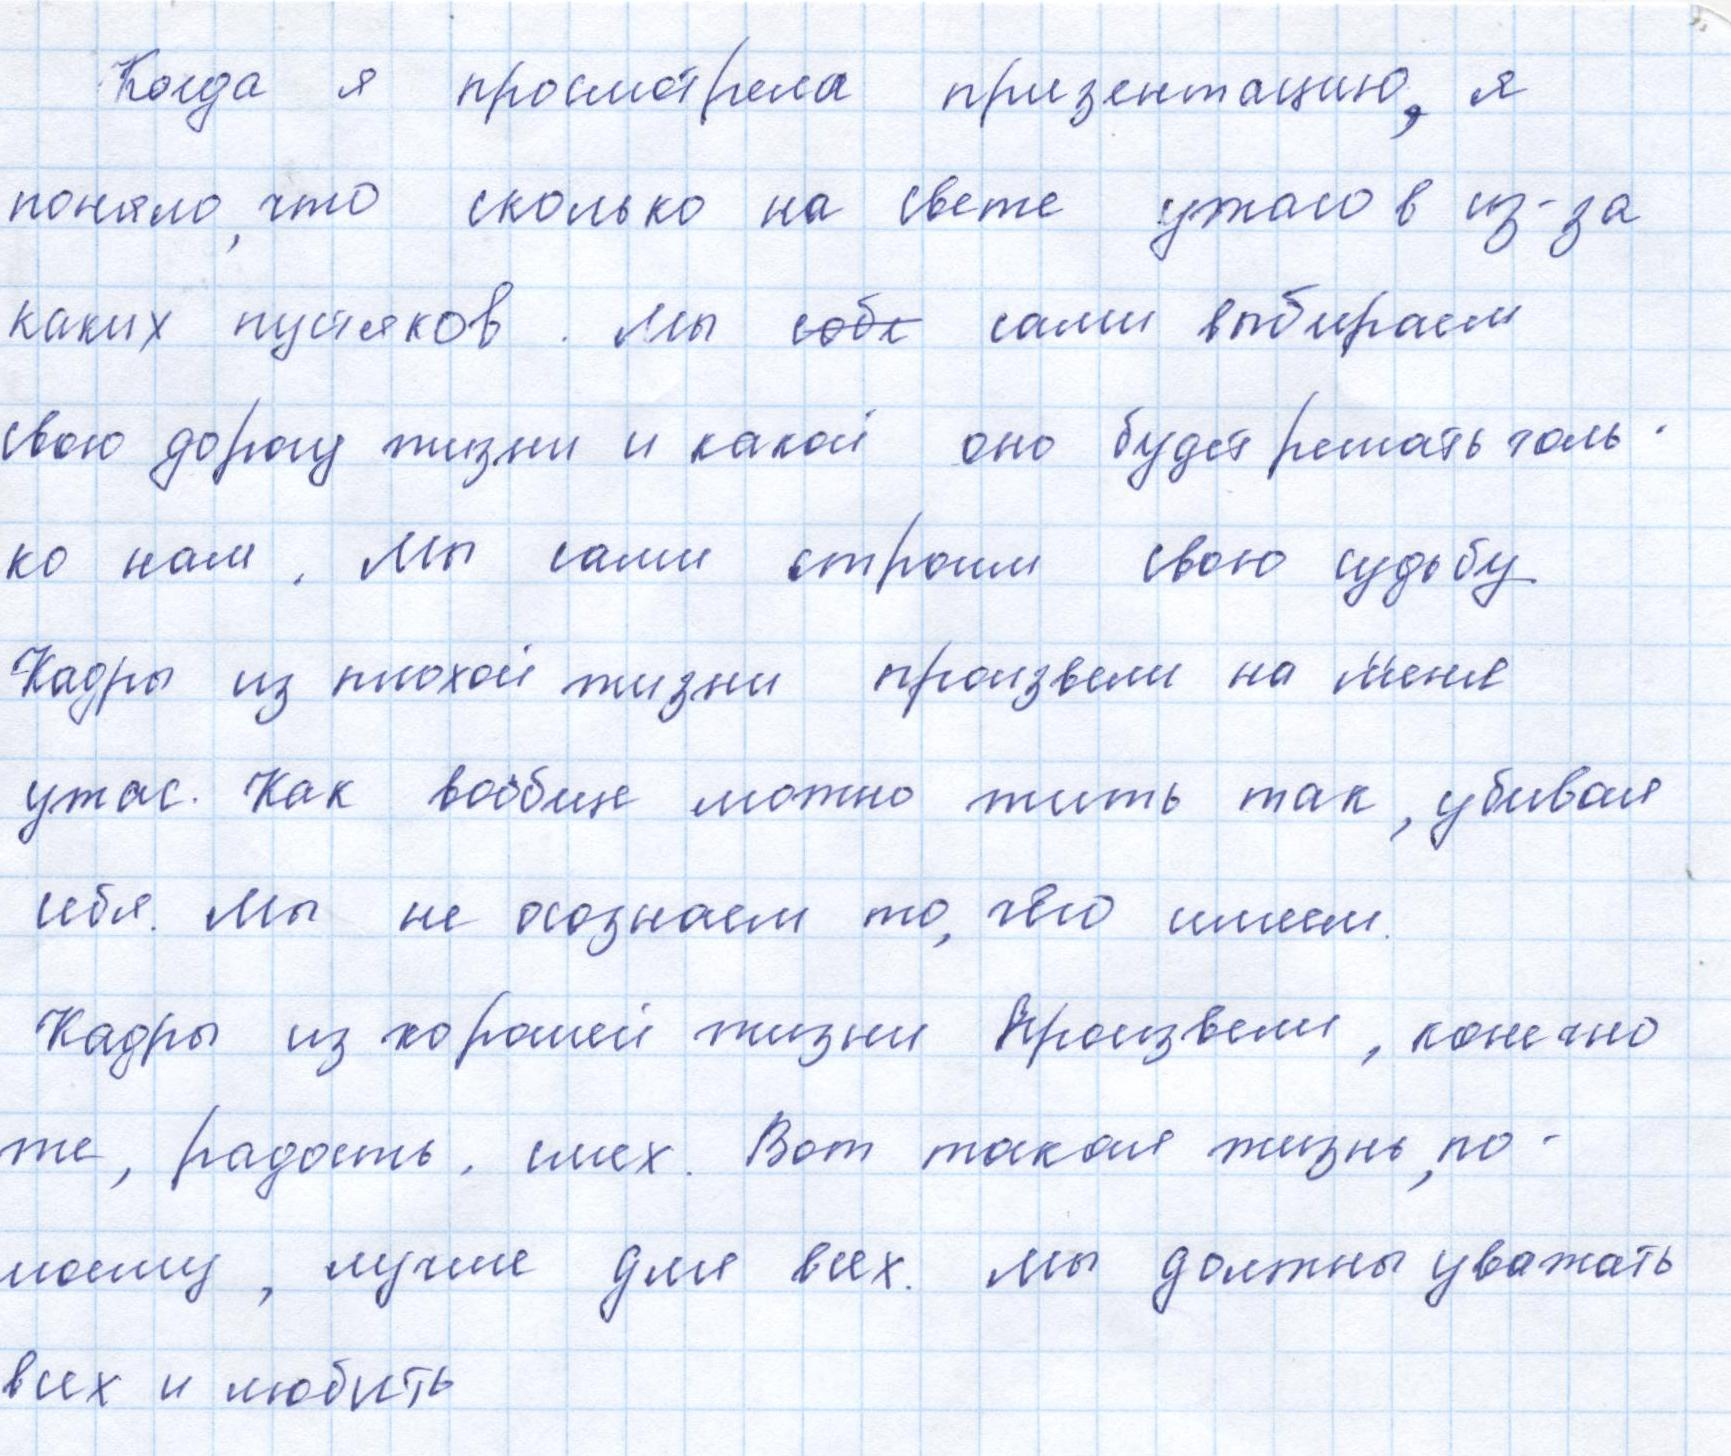 Когда я просмотрела призентацию, я
поняло, что сколько на свете ужасов из-за
каких пустяков. Мы собе сами выбираем
свою дорогу жизни и какой оно будет решать толь-
ко нам. Мы сами строим свою судьбу
Кадры из плохой жизни произвели на меня
ужас. Как вообще можно жить так, убивая
себя. Мы не осознаем то, чего имеем.
Кадры из хорошей жизни произвели, конечно
же, радость, смех. Вот такая жизнь, по-
моему, лучше для всех. Мы должны уважать
всех и любить